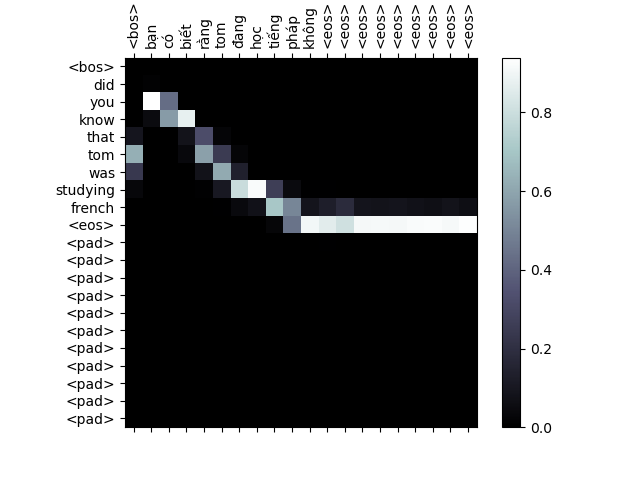 <bos> bạn có biết rằng tom đang học tiếng pháp không <eos> <eos> <eos> <eos> <eos> <eos> <eos> <eos> <eos>
<bos>
did
you
know
that
tom
was
studying
french
<eos>
<pad>
<pad>
<pad>
<pad>
<pad>
<pad>
<pad>
<pad>
<pad>
<pad>
<pad>
0.8
0.6
0.4
0.2
0.0